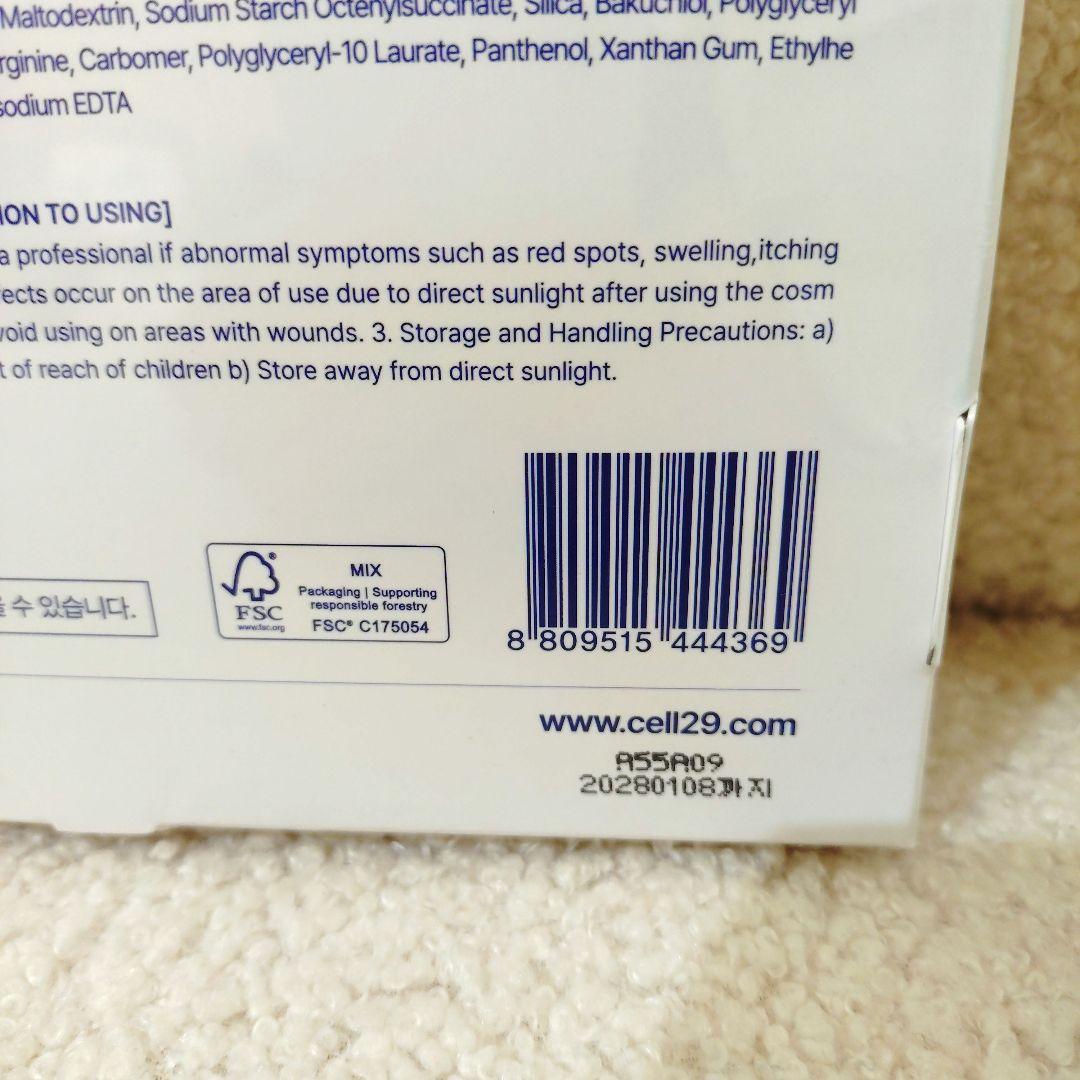 Maltodextrin, Sodium Starch Octenylsuccinate, Silica, Bakuchiol, Polyglyceryl
rginine, Carbomer, Polyglyceryl-10 Laurate, Panthenol, Xanthan Gum, Ethylhe
sodium EDTA
ION TO USING]
a professional if abnormal symptoms such as red spots, swelling,itching
ects occur on the area of use due to direct sunlight after using the cosm
void using on areas with wounds. 3. Storage and Handling Precautions: a)
t of reach of children b) Store away from direct sunlight.
수 있습니다.
FSC
www.fsc.org
MIX
Packaging | Supporting
responsible forestry
FSC® C175054
8 809515 444369
www.cell29.com
A55A09
20280108까지